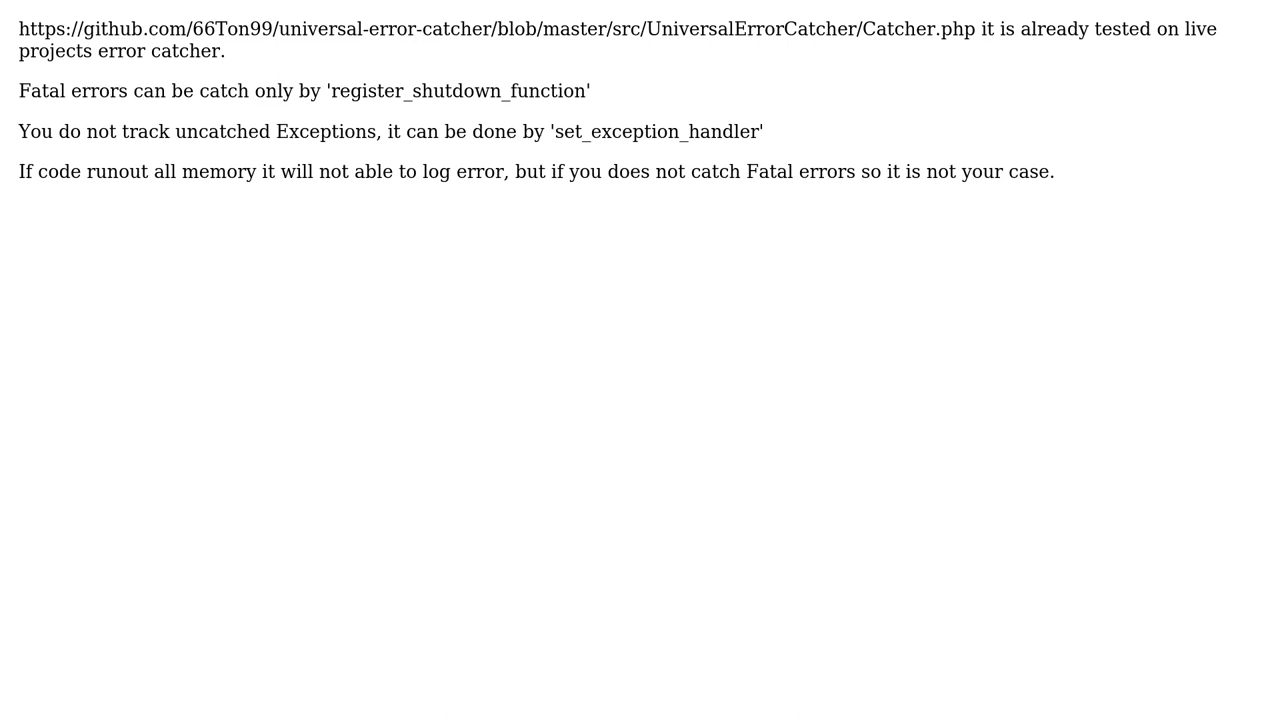 https://github.com/66Ton99/universal-error-catcher/blob/master/src/UniversalErrorCatcher/Catcher.php it is already tested on live
projects error catcher.
Fatal errors can be catch only by 'register_shutdown_function'
You do not track uncatched Exceptions, it can be done by 'set_exception_handler'
If code runout all memory it will not able to log error, but if you does not catch Fatal errors so it is not your case.